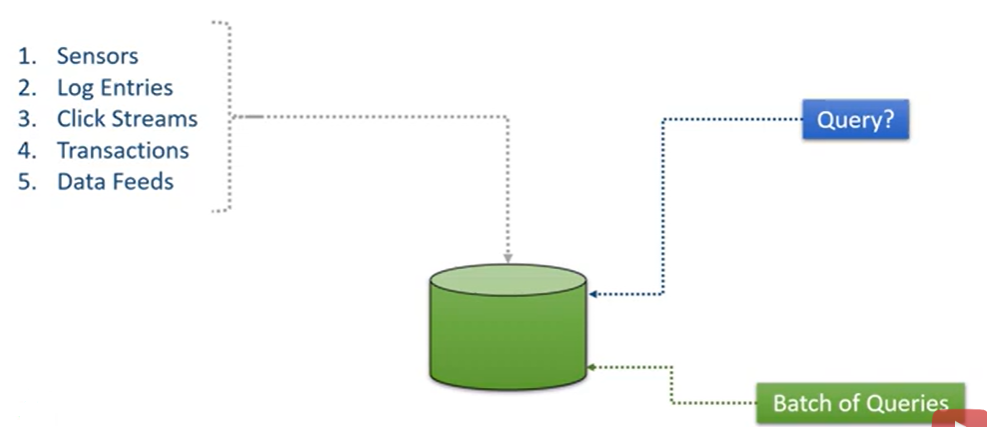 1. Sensors
2. Log Entries
3. Click Streams
4. Transactions
5. Data Feeds
Query?
Batch of Queries